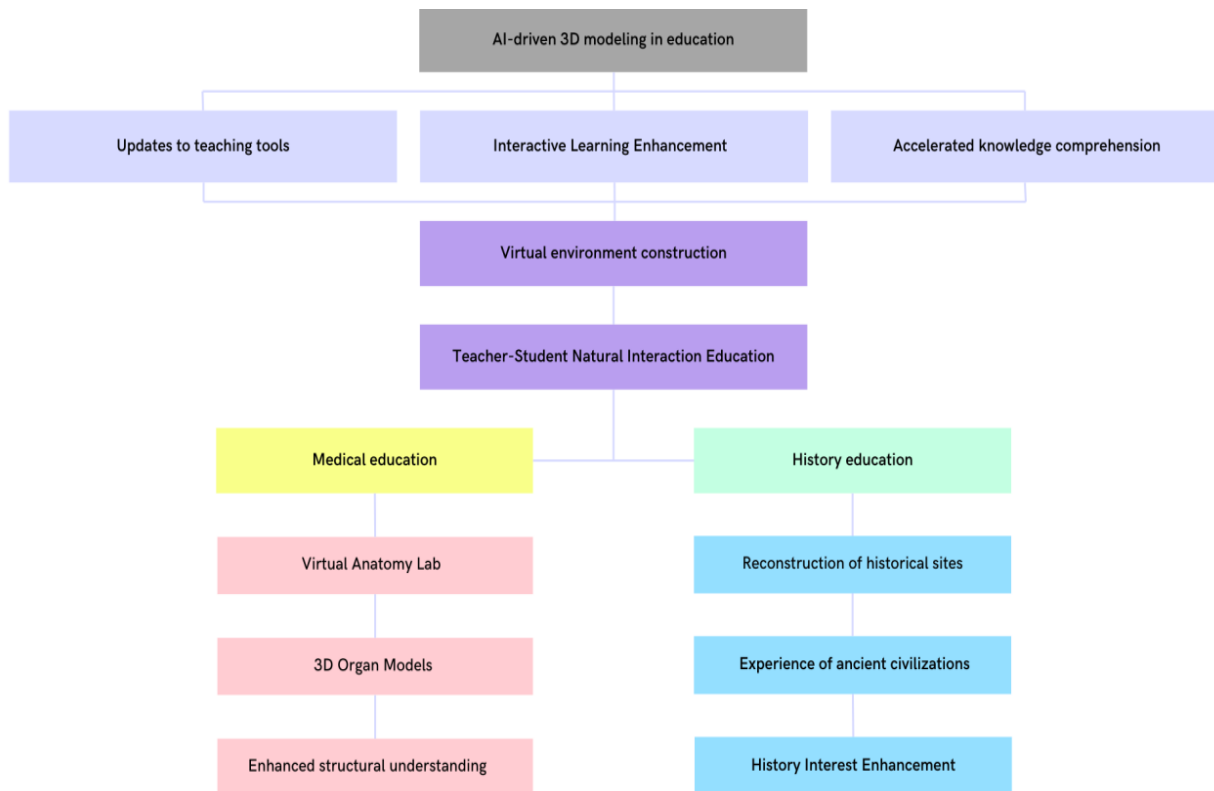 AI-driven 3D modeling in education
Updates to teaching tools
Interactive Learning Enhancement
Accelerated knowledge comprehension
Virtual environment construction
Teacher-Student Natural Interaction Education
Medical education
History education
Virtual Anatomy Lab
Reconstruction of historical sites
3D Organ Models
Experience of ancient civilizations
Enhanced structural understanding
History Interest Enhancement